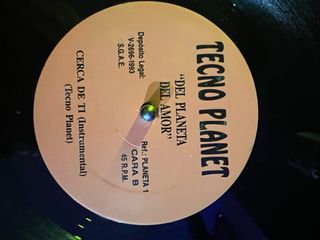 TECNO PLANET
"DEL PLANETA
DEL AMOR"
Depósito Legal:
V-2696-1993
S.G.A.E.
Ref.: PLANETA 1
CARA B
45 R.P.M.
CERCA DE TI (Instrumental)
(Tecno Planet)